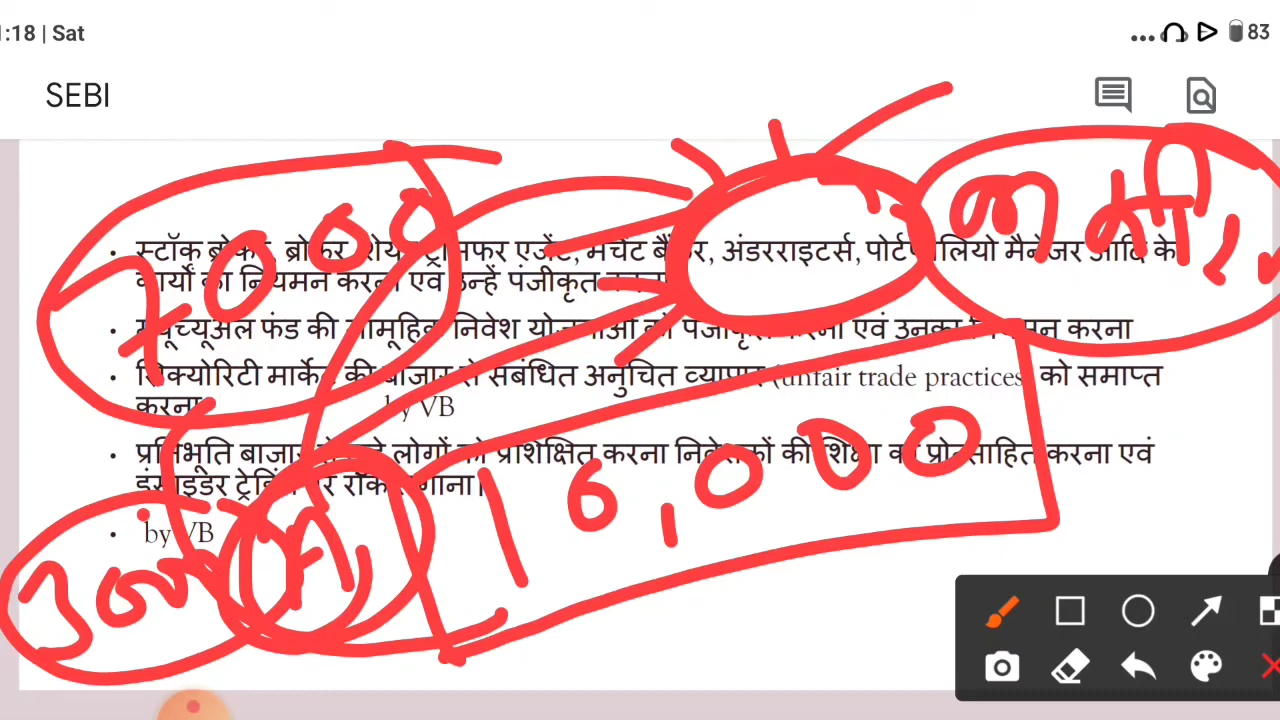 1:18 | Sat
83
SEBI
• स्टॉक ब्रोकर, ब्रोकर, शेयर ट्रांसफर एजेंट, मर्चेंट बैंकर, अंडरराइटर्स, पोर्टफोलियो मैनेजर आदि के
कार्यों का नियमन करना एवं उन्हें पंजीकृत करना
• म्यूच्यूअल फंड की सामूहिक निवेश योजनाओं को पंजीकृत करना एवं उनका नियमन करना
• सिक्योरिटी मार्केट की बाजार से संबंधित अनुचित व्यापार (unfair trade practices) को समाप्त
करना by VB
• प्रतिभूति बाजार से जुड़े लोगों को प्रशिक्षित करना निवेशकों की शिक्षा को प्रोत्साहित करना एवं
इंसाइडर ट्रेडिंग पर रोक लगाना|
• by VB
7000
16,000
3000